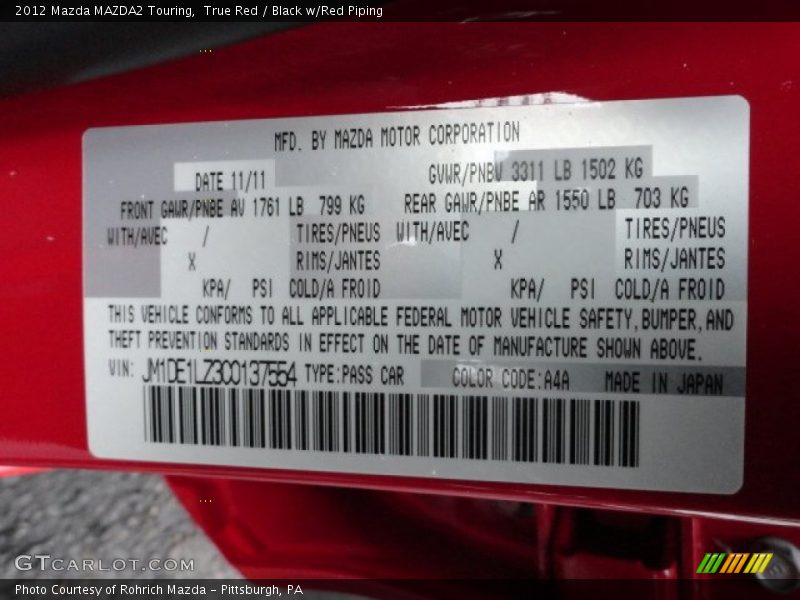 2012 Mazda MAZDA2 Touring, True Red / Black w/Red Piping
MFD. BY MAZDA MOTOR CORPORATION
DATE 11/11 GVWR/PNBV 3311 LB 1502 KG
FRONT GAWR/PNBE AV 1761 LB 799 KG REAR GAWR/PNBE AR 1550 LB 703 KG
WITH/AVEC / TIRES/PNEUS WITH/AVEC / TIRES/PNEUS
X RIMS/JANTES X RIMS/JANTES
KPA/ PSI COLD/A FROID KPA/ PSI COLD/A FROID
THIS VEHICLE CONFORMS TO ALL APPLICABLE FEDERAL MOTOR VEHICLE SAFETY, BUMPER, AND
THEFT PREVENTION STANDARDS IN EFFECT ON THE DATE OF MANUFACTURE SHOWN ABOVE.
VIN: JM1DE1LZ3C0137554 TYPE:PASS CAR COLOR CODE:A4A MADE IN JAPAN
GTCARLOT.COM
Photo Courtesy of Rohrich Mazda - Pittsburgh, PA